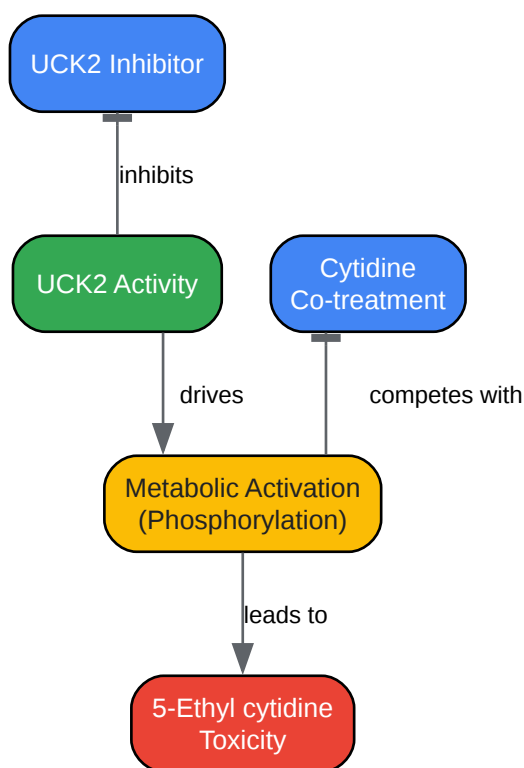 UCK2 Inhibitor
inhibits
UCK2 Activity
Cytidine
Co-treatment
drives
competes with
Metabolic Activation
(Phosphorylation)
leads to
5-Ethyl cytidine
Toxicity